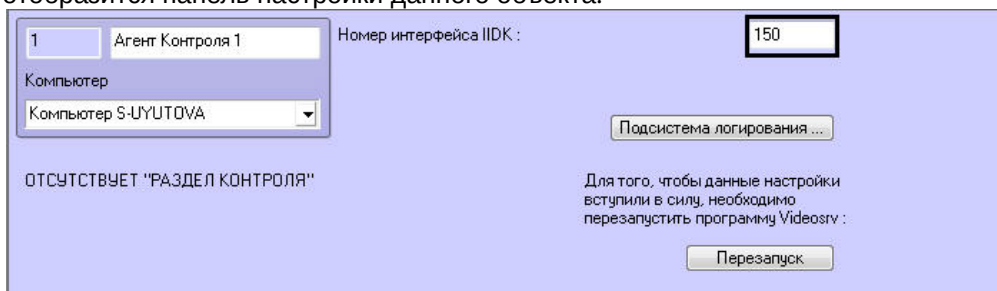 отобразится панель настройки данного объекта.
1 Агент Контроля 1 Номер интерфейса IIDK : 150
Компьютер
Компьютер S-UYUTOVA
Подсистема логирования ...
ОТСУТСТВУЕТ "РАЗДЕЛ КОНТРОЛЯ"
Для того, чтобы данные настройки
вступили в силу, необходимо
перезапустить программу Videosrv :
Перезапуск